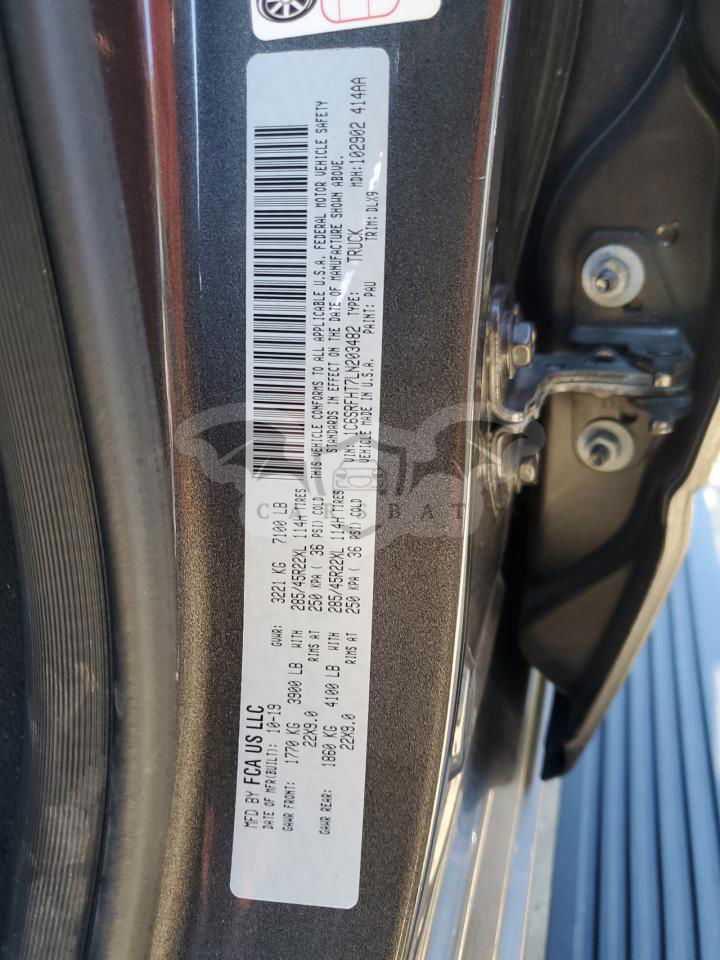 MFD BY FCA US LLC
DATE OF MFR(BUILT): 10-19 GVWR: 3221 KG 7100 LB
GAWR FRONT: 1770 KG 3900 LB WITH 285/45R22XL 114H TIRES
22X9.0 RIMS AT 250 KPA ( 36 PSI) COLD
GAWR REAR: 1860 KG 4100 LB WITH 285/45R22XL 114H TIRES
22X9.0 RIMS AT 250 KPA ( 36 PSI) COLD
THIS VEHICLE CONFORMS TO ALL APPLICABLE U.S.A. FEDERAL MOTOR VEHICLE SAFETY
STANDARDS IN EFFECT ON THE DATE OF MANUFACTURE SHOWN ABOVE.
VIN: 1C6SRFHT7LN203482 TYPE: TRUCK MDH:102902 414AA
VEHICLE MADE IN U.S.A. PAINT: PAU TRIM: DLX9
CARSBAT